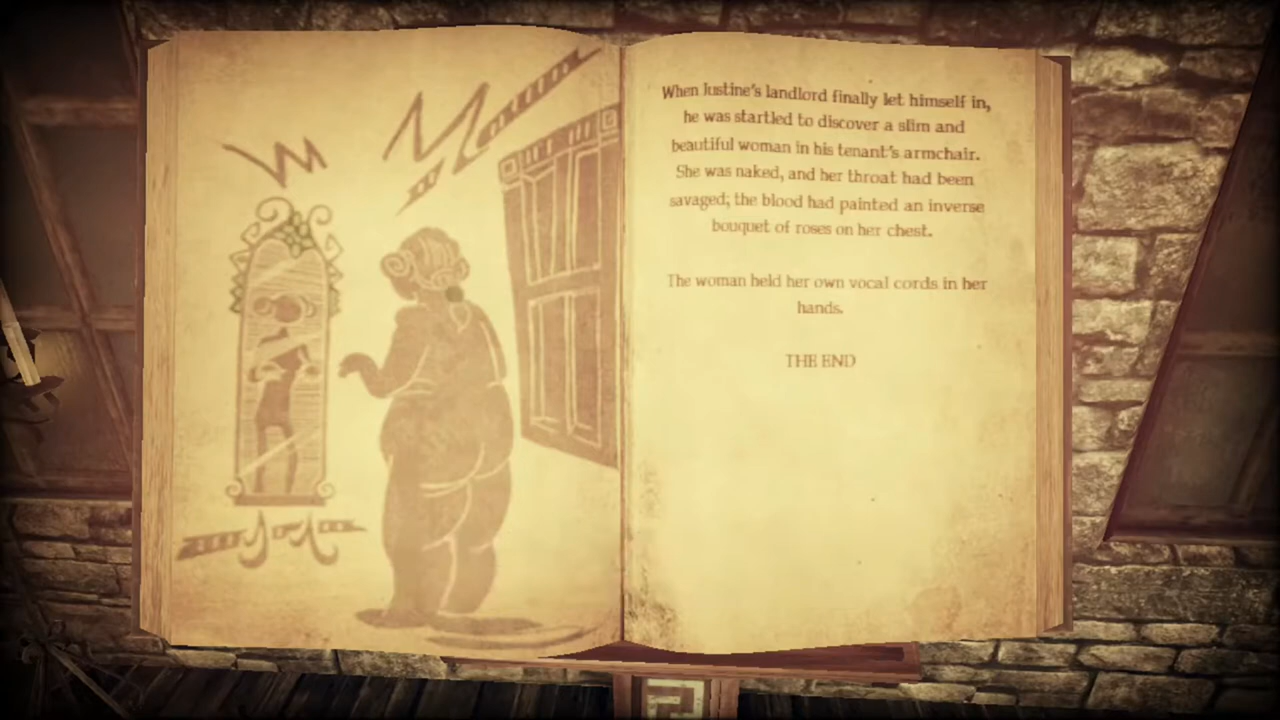 When Justine's landlord finally let himself in,
he was startled to discover a slim and
beautiful woman in his tenant's armchair.
She was naked, and her throat had been
savaged; the blood had painted an inverse
bouquet of roses on her chest.
The woman held her own vocal cords in her
hands.
THE END